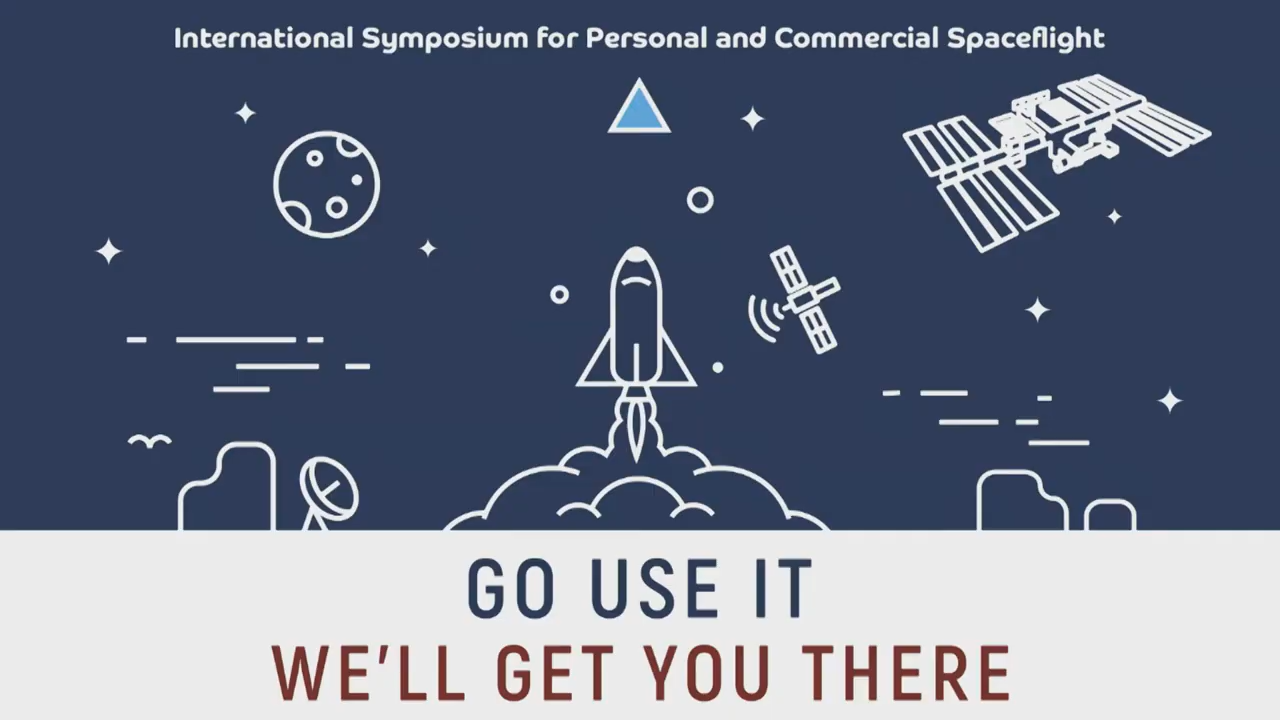 International Symposium for Personal and Commercial Spaceflight
GO USE IT
WE'LL GET YOU THERE